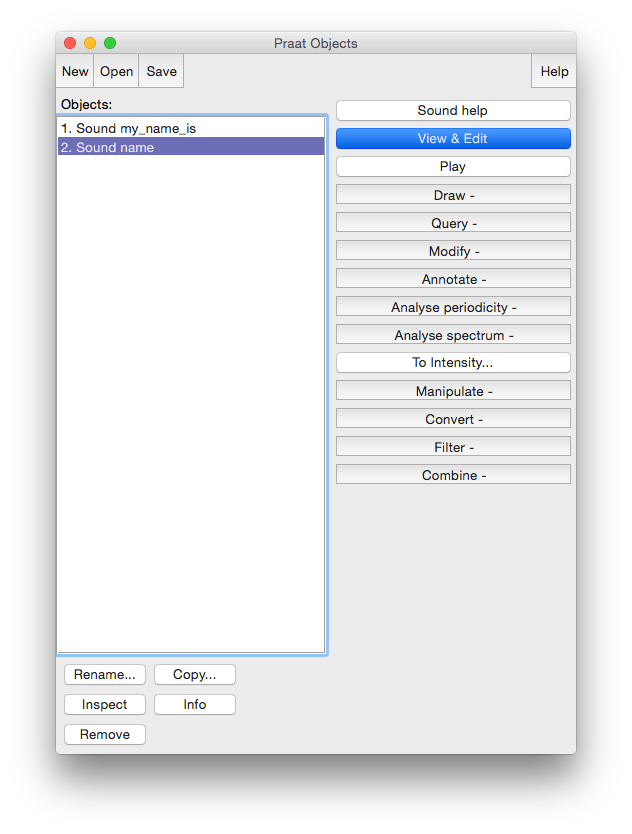 Praat Objects
New Open Save Help
Objects:
1. Sound my_name_is
2. Sound name
Sound help
View & Edit
Play
Draw -
Query -
Modify -
Annotate -
Analyse periodicity -
Analyse spectrum -
To Intensity...
Manipulate -
Convert -
Filter -
Combine -
Rename... Copy...
Inspect Info
Remove